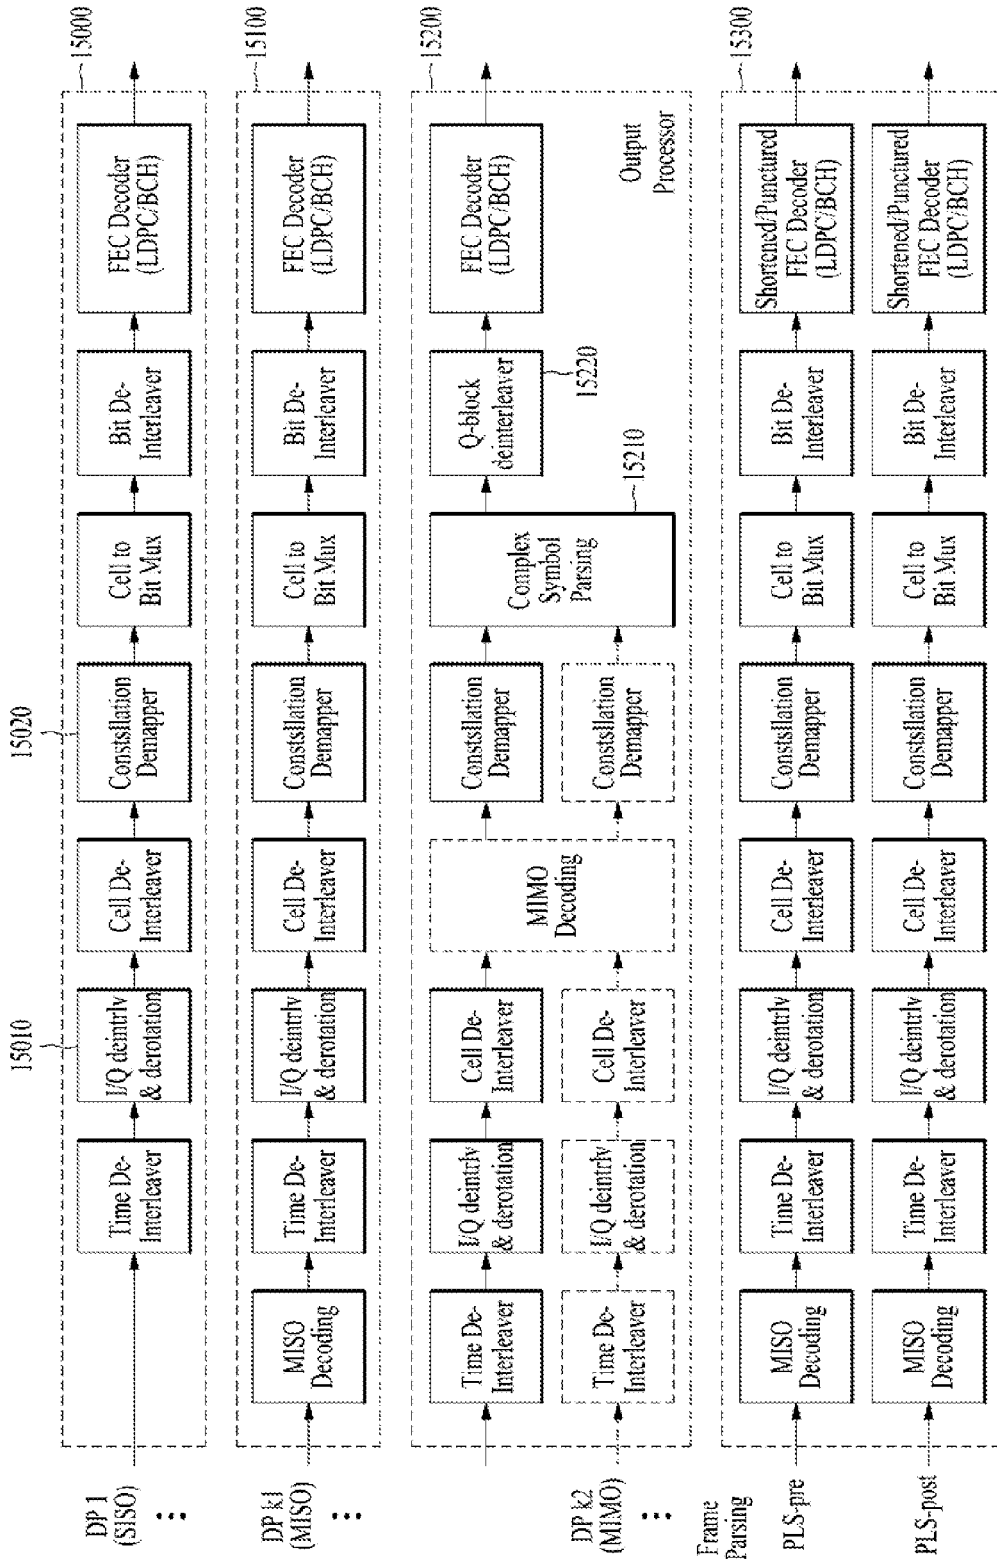 15010
15020
15000
DP 1
(SISO)
Time De-
Interleaver
I/Q deintrlv
& derotation
Cell De-
Interleaver
Constsllation
Demapper
Cell to
Bit Mux
Bit De-
Interleaver
FEC Decoder
(LDPC/BCH)
15100
DP k1
(MISO)
MISO
Decoding
Time De-
Interleaver
I/Q deintrlv
& derotation
Cell De-
Interleaver
Constsllation
Demapper
Cell to
Bit Mux
Bit De-
Interleaver
FEC Decoder
(LDPC/BCH)
15200
Time De-
Interleaver
I/Q deintrlv
& derotation
Cell De-
Interleaver
MIMO
Decoding
Constsllation
Demapper
Complex
Symbol
Parsing
Q-block
deinterleaver
FEC Decoder
(LDPC/BCH)
15220
15210
DP k2
(MIMO)
Time De-
Interleaver
I/Q deintrlv
& derotation
Cell De-
Interleaver
Constsllation
Demapper
Output
Processor
Frame
Parsing
15300
PLS-pre
MISO
Decoding
Time De-
Interleaver
I/Q deintrlv
& derotation
Cell De-
Interleaver
Constsllation
Demapper
Cell to
Bit Mux
Bit De-
Interleaver
Shortened/Punctured
FEC Decoder
(LDPC/BCH)
PLS-post
MISO
Decoding
Time De-
Interleaver
I/Q deintrlv
& derotation
Cell De-
Interleaver
Constsllation
Demapper
Cell to
Bit Mux
Bit De-
Interleaver
Shortened/Punctured
FEC Decoder
(LDPC/BCH)